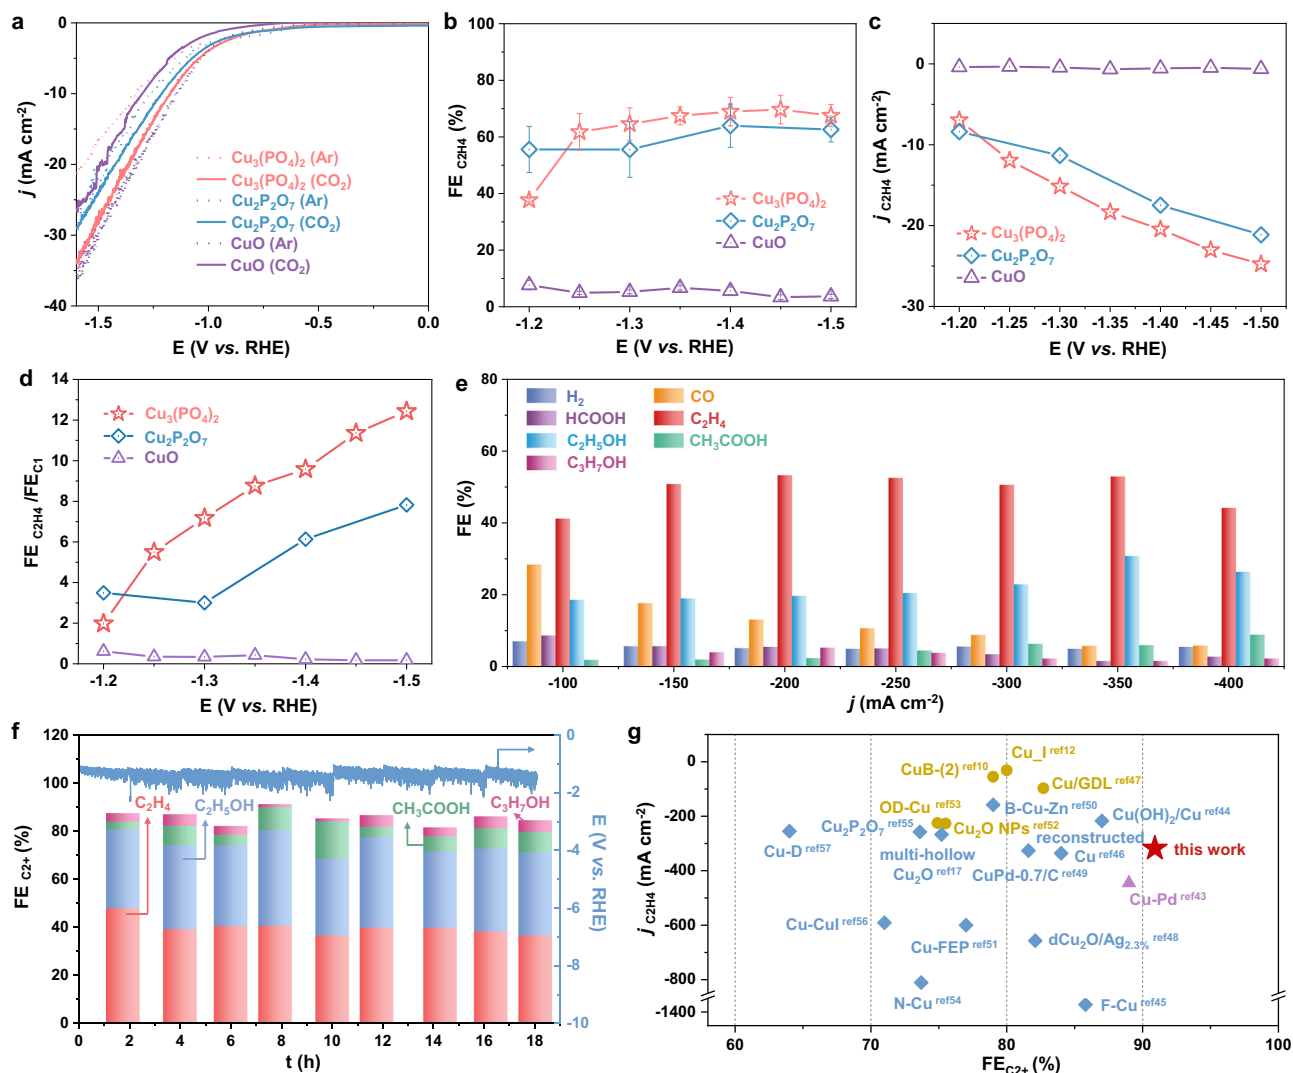 a
0
-10
-20
-30
-40
j (mA cm-2)
Cu3(PO4)2 (Ar)
Cu3(PO4)2 (CO2)
Cu2P2O7 (Ar)
Cu2P2O7 (CO2)
CuO (Ar)
CuO (CO2)
-1.5 -1.0 -0.5 0.0
E (V vs. RHE)
b
100
80
60
40
20
0
FE C2H4 (%)
Cu3(PO4)2
Cu2P2O7
CuO
-1.2 -1.3 -1.4 -1.5
E (V vs. RHE)
c
0
-10
-20
-30
j C2H4 (mA cm-2)
Cu3(PO4)2
Cu2P2O7
CuO
-1.20 -1.25 -1.30 -1.35 -1.40 -1.45 -1.50
E (V vs. RHE)
d
14
12
10
8
6
4
2
0
FE C2H4 /FEC1
Cu3(PO4)2
Cu2P2O7
CuO
-1.2 -1.3 -1.4 -1.5
E (V vs. RHE)
e
80
60
40
20
0
FE (%)
H2 CO
HCOOH C2H4
C2H5OH CH3COOH
C3H7OH
-100 -150 -200 -250 -300 -350 -400
j (mA cm-2)
f
120
100
80
60
40
20
0
FE C2+ (%)
C2H4 C2H5OH CH3COOH C3H7OH
0
-2
-4
-6
-8
-10
E (V vs. RHE)
0 2 4 6 8 10 12 14 16 18
t (h)
g
0
-200
-400
-600
-800
-1400
j C2H4 (mA cm-2)
Cu_I ref12
CuB-(2) ref10
Cu/GDL ref47
OD-Cu ref53
B-Cu-Zn ref50
Cu(OH)2/Cu ref44
Cu2P2O7 ref55
Cu2O NPs ref52
Cu-D ref57
multi-hollow
Cu2O ref17
reconstructed
Cu ref46
this work
CuPd-0.7/C ref49
Cu-Pd ref43
Cu-CuI ref56
Cu-FEP ref51
dCu2O/Ag2.3% ref48
N-Cu ref54
F-Cu ref45
60 70 80 90 100
FEC2+ (%)